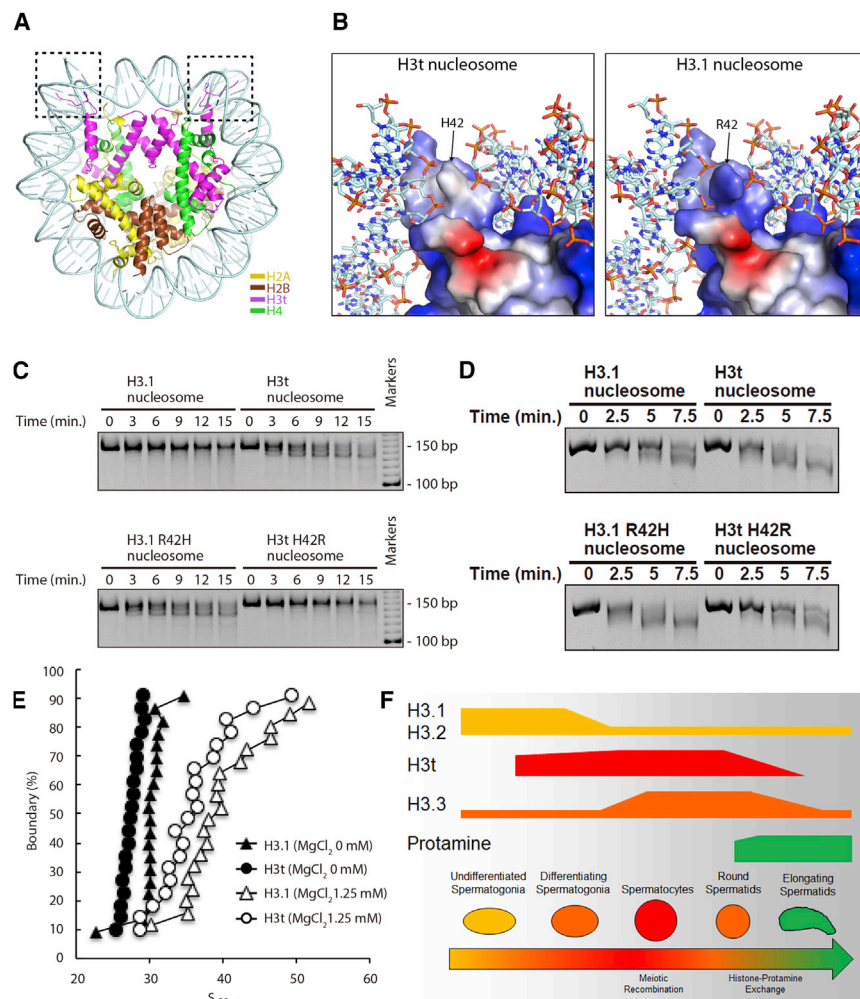 A
H2A
H2B
H3t
H4
B
H3t nucleosome
H42
H3.1 nucleosome
R42
C
H3.1 nucleosome
H3t nucleosome
Markers
Time (min.) 0 3 6 9 12 15 0 3 6 9 12 15
- 150 bp
- 100 bp
H3.1 R42H nucleosome
H3t H42R nucleosome
Markers
Time (min.) 0 3 6 9 12 15 0 3 6 9 12 15
- 150 bp
- 100 bp
D
H3.1 nucleosome
H3t nucleosome
Time (min.) 0 2.5 5 7.5 0 2.5 5 7.5
H3.1 R42H nucleosome
H3t H42R nucleosome
Time (min.) 0 2.5 5 7.5 0 2.5 5 7.5
E
Boundary (%)
100
90
80
70
60
50
40
30
20
10
0
20 30 40 50 60
H3.1 (MgCl2 0 mM)
H3t (MgCl2 0 mM)
H3.1 (MgCl2 1.25 mM)
H3t (MgCl2 1.25 mM)
F
H3.1
H3.2
H3t
H3.3
Protamine
Undifferentiated Spermatogonia
Differentiating Spermatogonia
Spermatocytes
Round Spermatids
Elongating Spermatids
Meiotic Recombination
Histone-Protamine Exchange